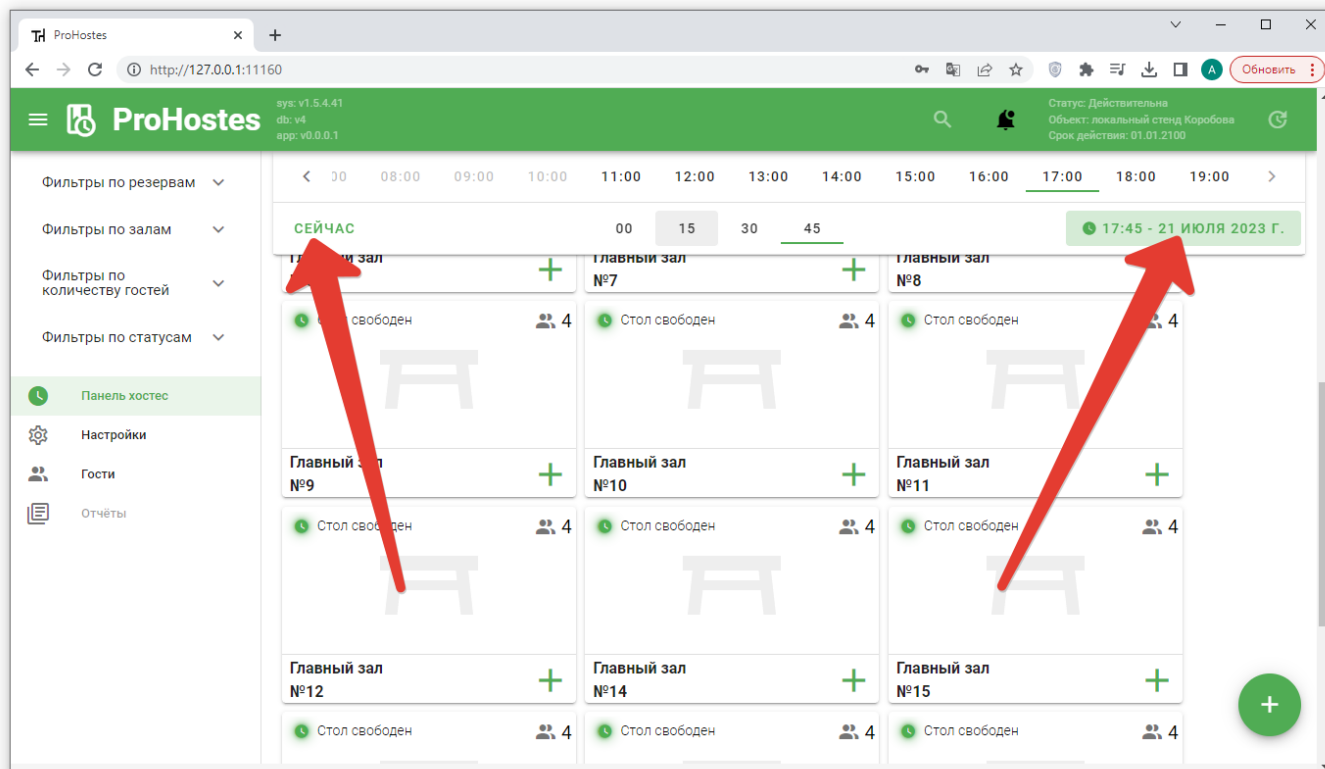 ProHostes
http://127.0.0.1:11160
А
Обновить
ProHostes
sys: v1.5.4.41
db: v4
app: v0.0.0.1
Статус: Действительна
Объект: локальный стенд Коробова
Срок действия: 01.01.2100
Фильтры по резервам
Фильтры по залам
Фильтры по
количеству гостей
Фильтры по статусам
Панель хостес
Настройки
Гости
Отчёты
08:00 09:00 10:00 11:00 12:00 13:00 14:00 15:00 16:00 17:00 18:00 19:00
СЕЙЧАС 00 15 30 45 17:45 - 21 ИЮЛЯ 2023 Г.
Главный зал Главный зал
№7 №8
свободен 4 Стол свободен 4 Стол свободен 4
Главный Главный зал Главный зал
№9 №10 №11
Стол свободен 4 Стол свободен 4 Стол свободен 4
Главный зал Главный зал Главный зал
№12 №14 №15
Стол свободен 4 Стол свободен 4 Стол свободен 4